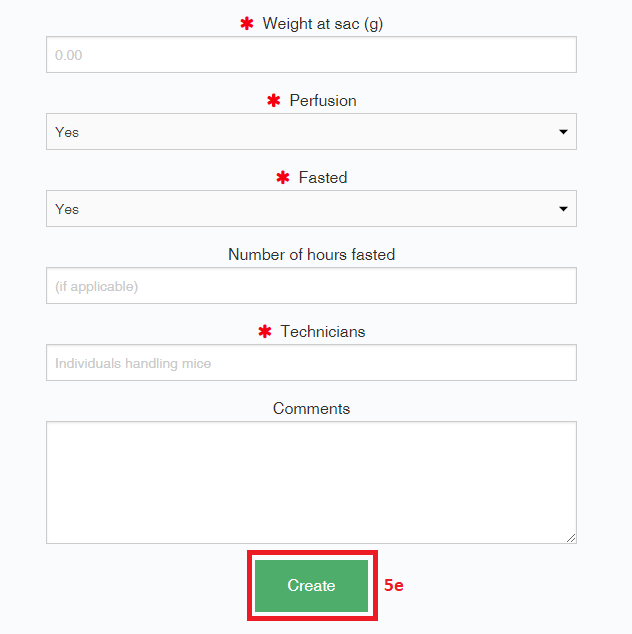 ✱ Weight at sac (g)
0.00
✱ Perfusion
Yes
✱ Fasted
Yes
Number of hours fasted
(if applicable)
✱ Technicians
Individuals handling mice
Comments
Create 5e